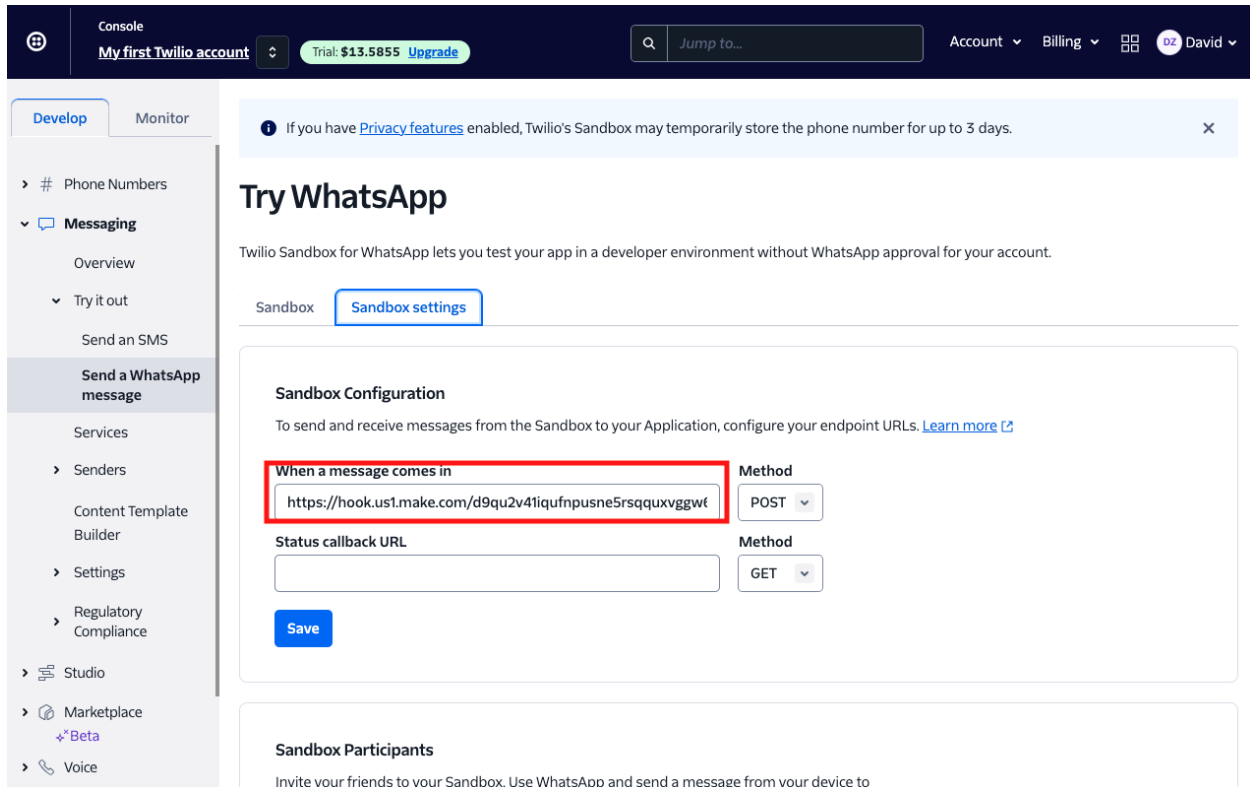 Console
My first Twilio account
Trial: $13.5855 Upgrade
Jump to...
Account
Billing
DZ David
Develop
Monitor
# Phone Numbers
Messaging
Overview
Try it out
Send an SMS
Send a WhatsApp
message
Services
Senders
Content Template
Builder
Settings
Regulatory
Compliance
Studio
Marketplace
Beta
Voice
If you have Privacy features enabled, Twilio's Sandbox may temporarily store the phone number for up to 3 days.
Try WhatsApp
Twilio Sandbox for WhatsApp lets you test your app in a developer environment without WhatsApp approval for your account.
Sandbox
Sandbox settings
Sandbox Configuration
To send and receive messages from the Sandbox to your Application, configure your endpoint URLs. Learn more
When a message comes in
Method
https://hook.us1.make.com/d9qu2v41iqufnpusne5rsqquxvggw6
POST
Status callback URL
Method
GET
Save
Sandbox Participants
Invite your friends to your Sandbox. Use WhatsApp and send a message from your device to